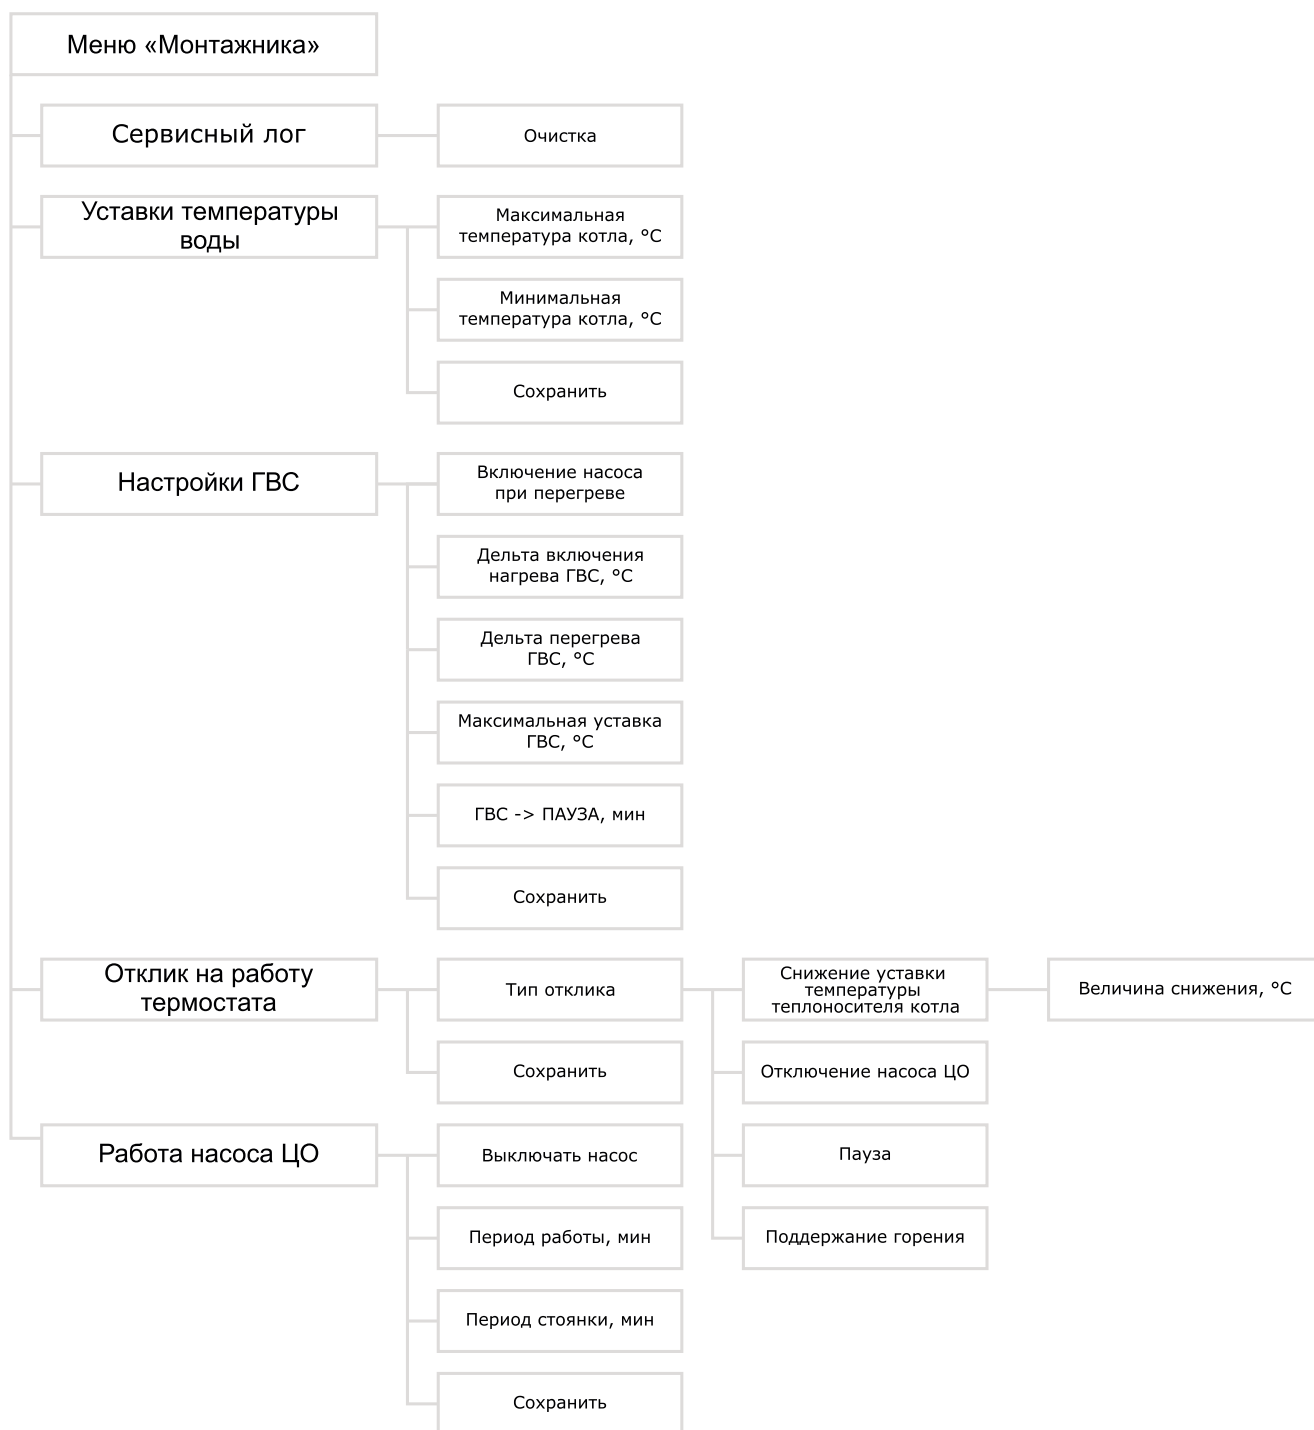 Меню «Монтажника»
Сервисный лог
Очистка
Уставки температуры
воды
Максимальная
температура котла, °C
Минимальная
температура котла, °C
Сохранить
Настройки ГВС
Включение насоса
при перегреве
Дельта включения
нагрева ГВС, °C
Дельта перегрева
ГВС, °C
Максимальная уставка
ГВС, °C
ГВС -> ПАУЗА, мин
Сохранить
Отклик на работу
термостата
Тип отклика
Снижение уставки
температуры
теплоносителя котла
Величина снижения, °C
Сохранить
Отключение насоса ЦО
Работа насоса ЦО
Выключать насос
Пауза
Период работы, мин
Поддержание горения
Период стоянки, мин
Сохранить